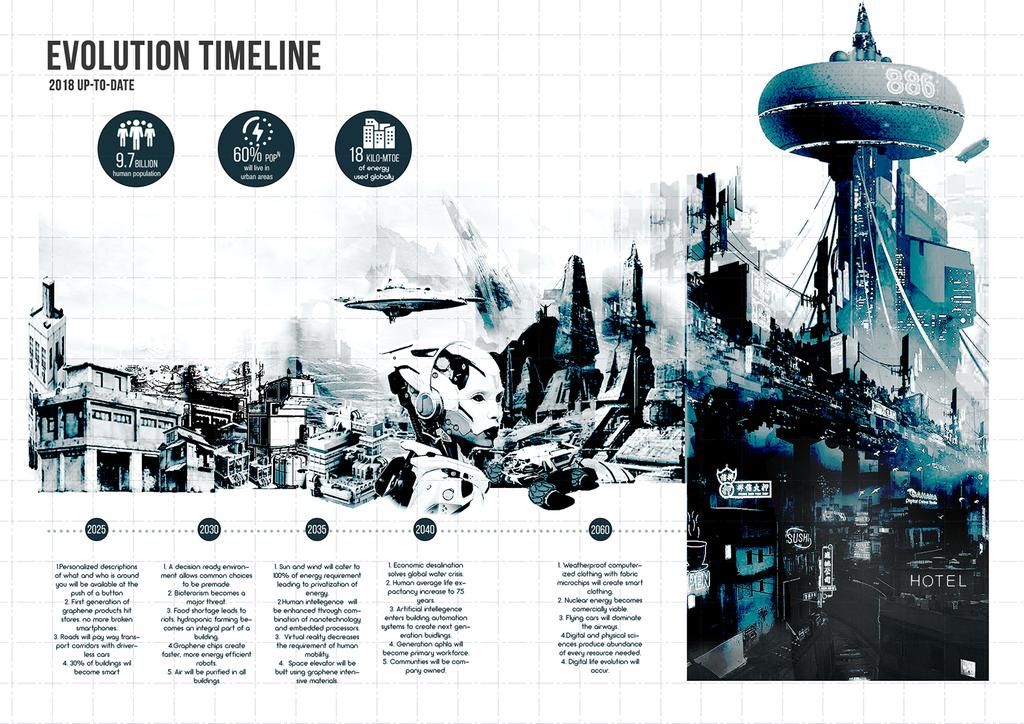 EVOLUTION TIMELINE
2018 UP-TO-DATE
9.7 BILLION
human population
60% POPN
will live in
urban areas
18 KILO-MTOE
of energy
used globally
886
2025
2030
2035
2040
2060
1.Personalized descriptions
of what and who is around
you will be available at the
push of a button
2. First generation of
graphene products hit
stores. no more broken
smartphones.
3. Roads will pay way trans-
port corridors with driver-
less cars
4. 30% of buildings will
become smart
1. A decision ready environ-
ment allows common choices
to be premade.
2. Bioterorism becomes a
major threat.
3. Food shortage leads to
riots, hydroponic farming be-
comes an integral part of a
building.
4.Graphene chips create
faster, more energy efficient
robots.
5. Air will be purified in all
buildings
1. Sun and wind will cater to
100% of energy requirement
leading to privatization of
energy.
2.Human intelligence will
be enhanced through com-
bination of nanotechnology
and embedded processors.
3. Virtual reality decreases
the requirement of human
mobility.
4. Space elevator will be
built using graphene inten-
sive materials.
1. Economic desalination
solves global water crisis.
2. Human average life ex-
pactancy increase to 75
years.
3. Artificial intellegence
enters building automation
systems to create next gen-
eration buidlings.
4. Generation aphla will
become primary workforce.
5. Communities will be com-
pany owned.
1. Weatherproof computer-
ized clothing with fabric
microchips will create smart
clothing.
2. Nuclear energy becomes
comercially viable.
3. Flying cars will dominate
the airways.
4.Digital and physical sci-
ences produce abundance
of every resource needed.
4. Digital life evolution will
occur.
SUSHI
HOTEL